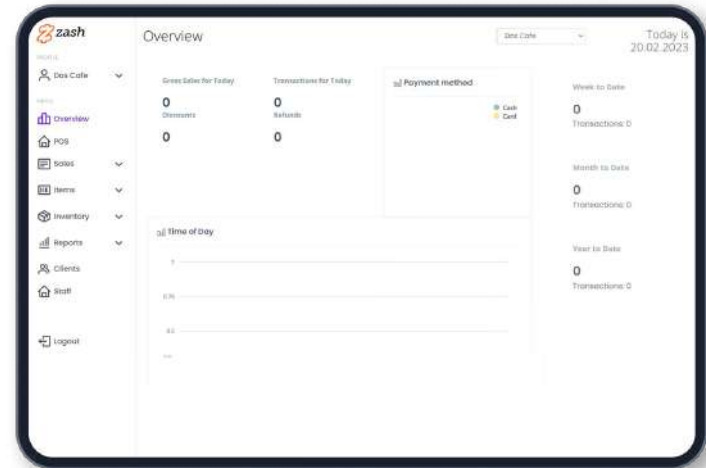 zash
Overview
Dos Cafe
Today is
20.02.2023
PROFILE
Dos Cafe
MENU
Overview
POS
Sales
Items
Inventory
Reports
Clients
Staff
Logout
Gross Sales for Today
0
Transactions for Today
0
Discounts
0
Refunds
0
Payment method
Cash
Card
Week to Date
0
Transactions: 0
Month to Date
0
Transactions: 0
Year to Date
0
Transactions: 0
Time of Day
1
0.75
0.5